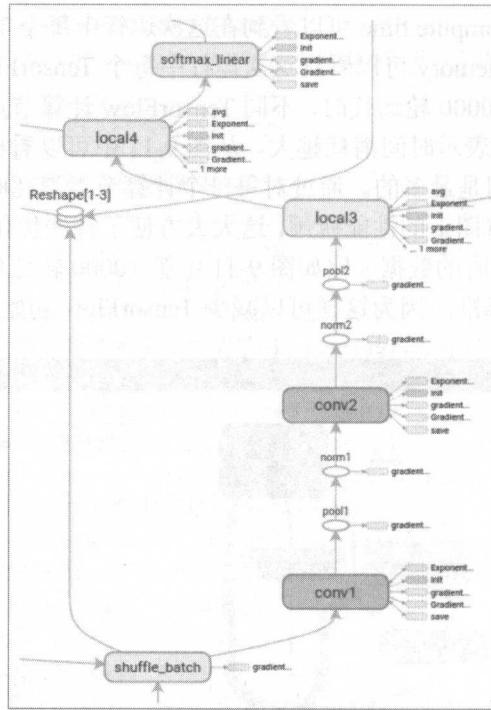 softmax_linear
Exponent...
init
gradient...
Gradient...
save
local4
avg
Exponent...
init
gradient...
Gradient...
... 1 more
Reshape[1-3]
local3
avg
Exponent...
init
gradient...
Gradient...
... 1 more
pool2
gradient...
norm2
gradient...
conv2
Exponent...
init
gradient...
Gradient...
save
norm1
gradient...
pool1
gradient...
conv1
Exponent...
init
gradient...
Gradient...
save
shuffle_batch
gradient...